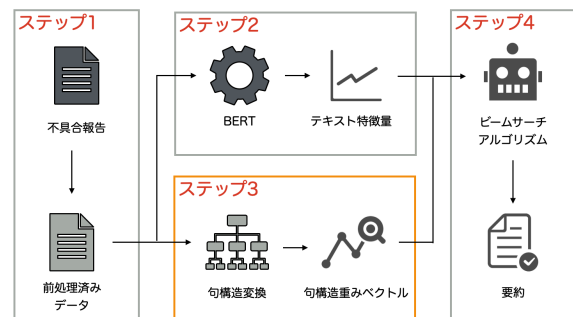 ステップ1
不具合報告
前処理済み
データ
ステップ2
BERT
テキスト特徴量
ステップ3
句構造変換
句構造重みベクトル
ステップ4
ビームサーチ
アルゴリズム
要約